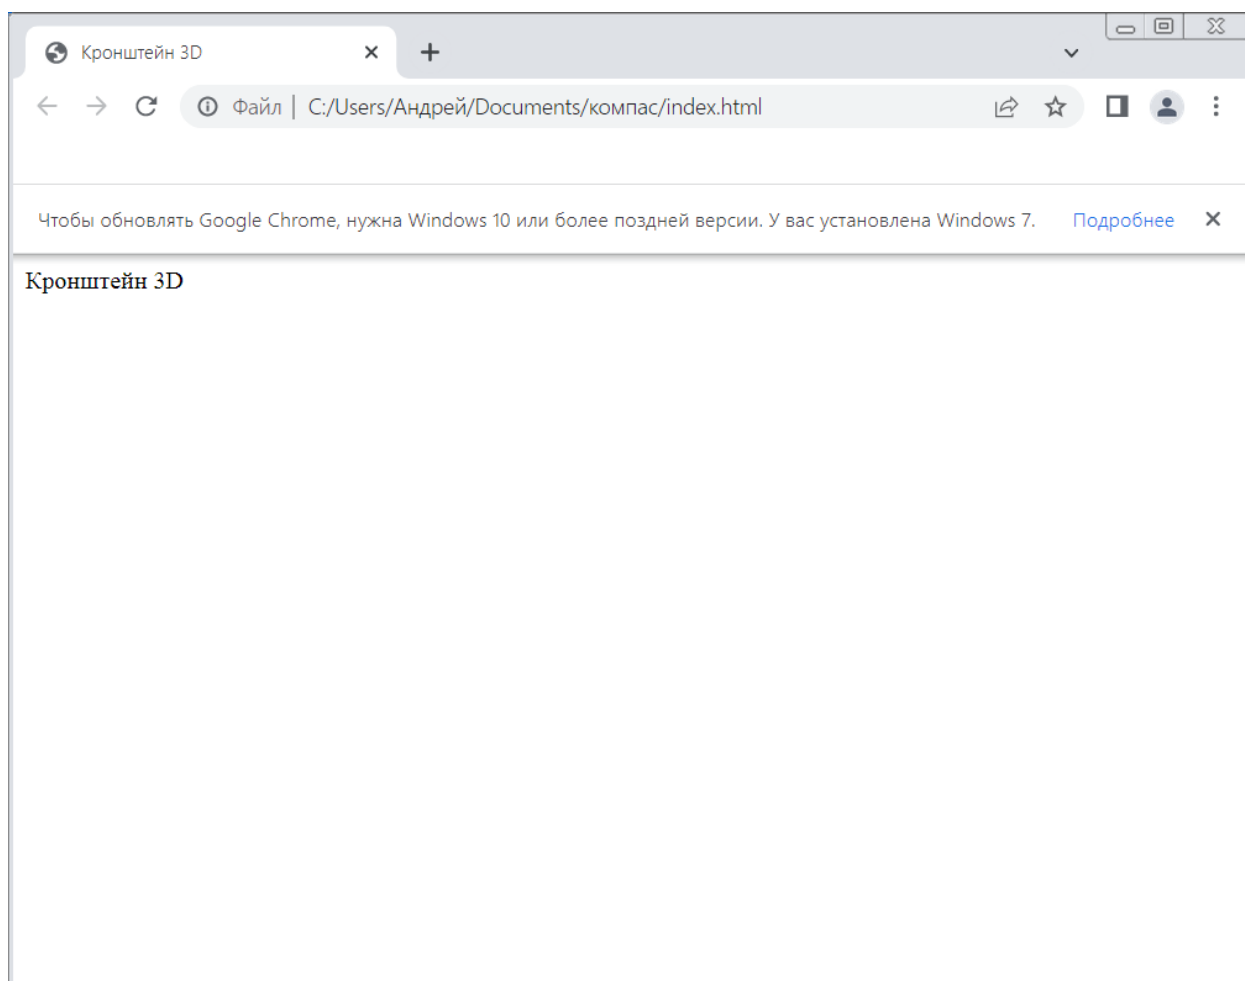 Кронштейн 3D
Файл | C:/Users/Андрей/Documents/компас/index.html
Чтобы обновлять Google Chrome, нужна Windows 10 или более поздней версии. У вас установлена Windows 7. Подробнее
Кронштейн 3D